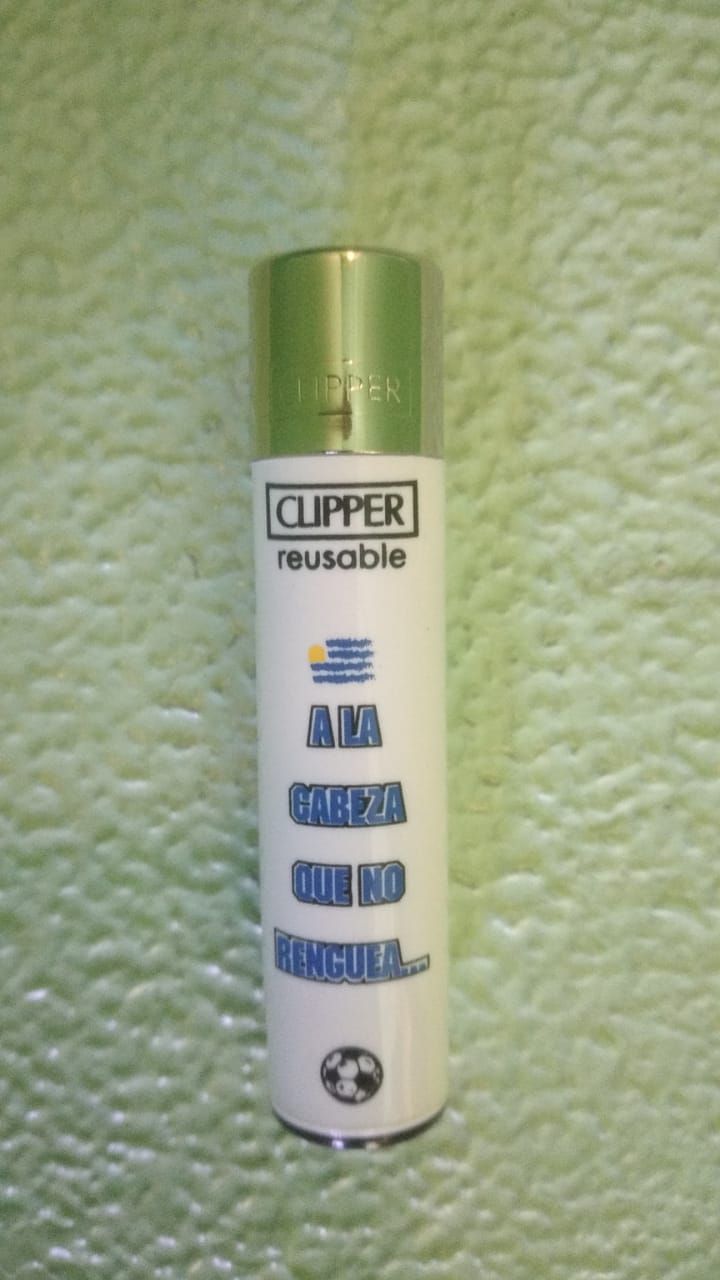 CLIPPER
CLIPPER
reusable
A LA
CABEZA
QUE NO
RENGUEA...